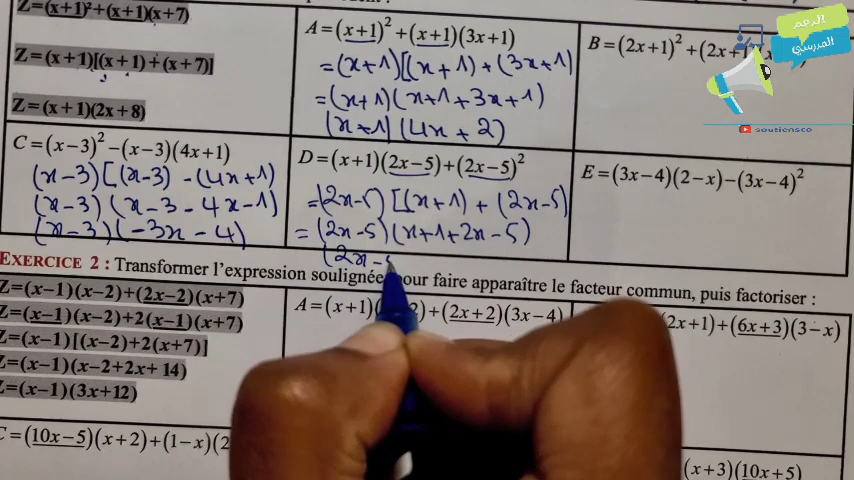 Z=(x+1)²+(x+1)(x+7)
Z=(x+1)[(x+1)+(x+7)]
Z=(x+1)(2x+8)
A=(x+1)²+(x+1)(3x+1)
=(x+1)[(x+1)+(3x+1)
=(x+1)(x+1+3x+1)
(x+1)(4x+2)
B=(2x+1)²+(2x+1)
C=(x-3)²-(x-3)(4x+1)
(x-3)[(x-3)-(4x+1)
(x-3)(x-3-4x-1)
(x-3)(-3x-4)
D=(x+1)(2x-5)+(2x-5)²
=(2x-5)[(x+1)+(2x-5)
=(2x-5)(x+1+2x-5)
(2x-5
E=(3x-4)(2-x)-(3x-4)²
EXERCICE 2 : Transformer l'expression soulignée pour faire apparaître le facteur commun, puis factoriser :
Z=(x-1)(x-2)+(2x-2)(x+7)
Z=(x-1)(x-2)+2(x-1)(x+7)
Z=(x-1)[(x-2)+2(x+7)]
Z=(x-1)(x-2+2x+14)
Z=(x-1)(3x+12)
A=(x+1)( 2)+(2x+2)(3x-4)
(2x+1)+(6x+3)(3-x)
C=(10x-5)(x+2)+(1-x)(2
(x+3)(10x+5)
الدعم
المدرسي
soutiensco